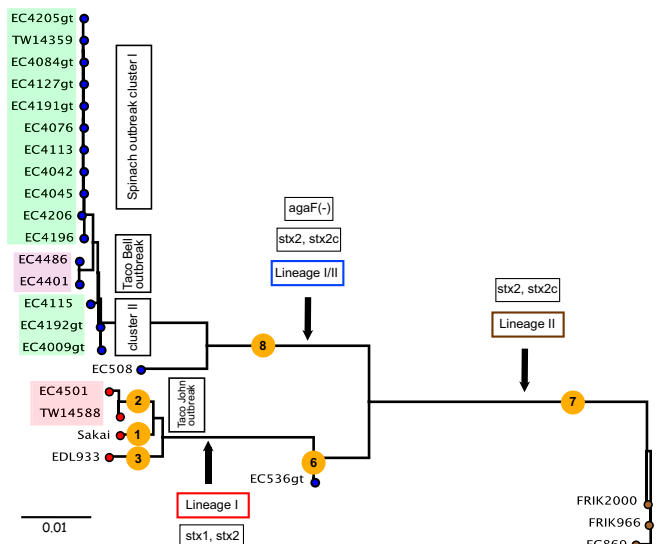 EC4205gt
TW14359
EC4084gt
EC4127gt
EC4191gt
EC4076
EC4113
EC4042
EC4045
EC4206
EC4196
EC4486
EC4401
EC4115
EC4192gt
EC4009gt
EC508
EC4501
TW14588
Sakai
EDL933
EC536gt
Spinach outbreak cluster I
Taco Bell
outbreak
cluster II
Taco John
outbreak
agaF(-)
stx2, stx2c
Lineage I/II
8
stx2, stx2c
Lineage II
7
2
1
3
6
Lineage I
stx1, stx2
FRIK2000
FRIK966
EC869
0.01